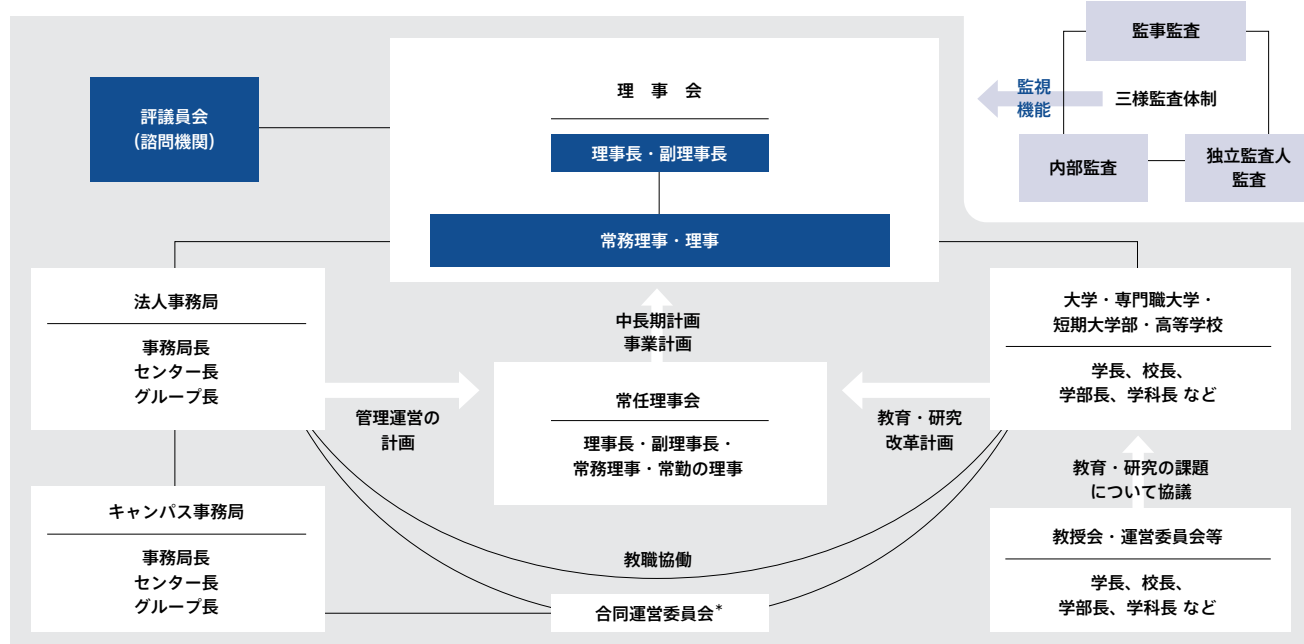 監事監査
監視
機能
三様監査体制
内部監査
独立監査人
監査
評議員会
(諮問機関)
理 事 会
理事長・副理事長
常務理事・理事
法人事務局
事務局長
センター長
グループ長
中長期計画
事業計画
大学・専門職大学・
短期大学部・高等学校
学長、校長、
学部長、学科長 など
管理運営の
計画
常任理事会
理事長・副理事長・
常務理事・常勤の理事
教育・研究
改革計画
キャンパス事務局
事務局長
センター長
グループ長
教育・研究の課題
について協議
教授会・運営委員会等
学長、校長、
学部長、学科長 など
教職協働
合同運営委員会*